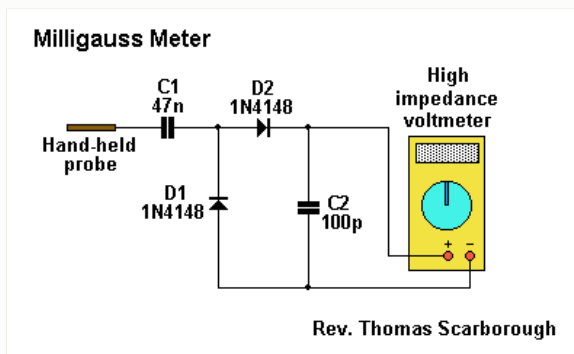 Milligauss Meter
C1
47n
D2
1N4148
High
impedance
voltmeter
Hand-held
probe
D1
1N4148
C2
100p
+ −
Rev. Thomas Scarborough